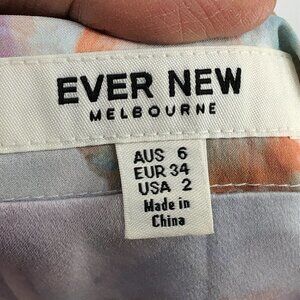 EVER NEW
MELBOURNE
AUS 6
EUR 34
USA 2
Made in
China